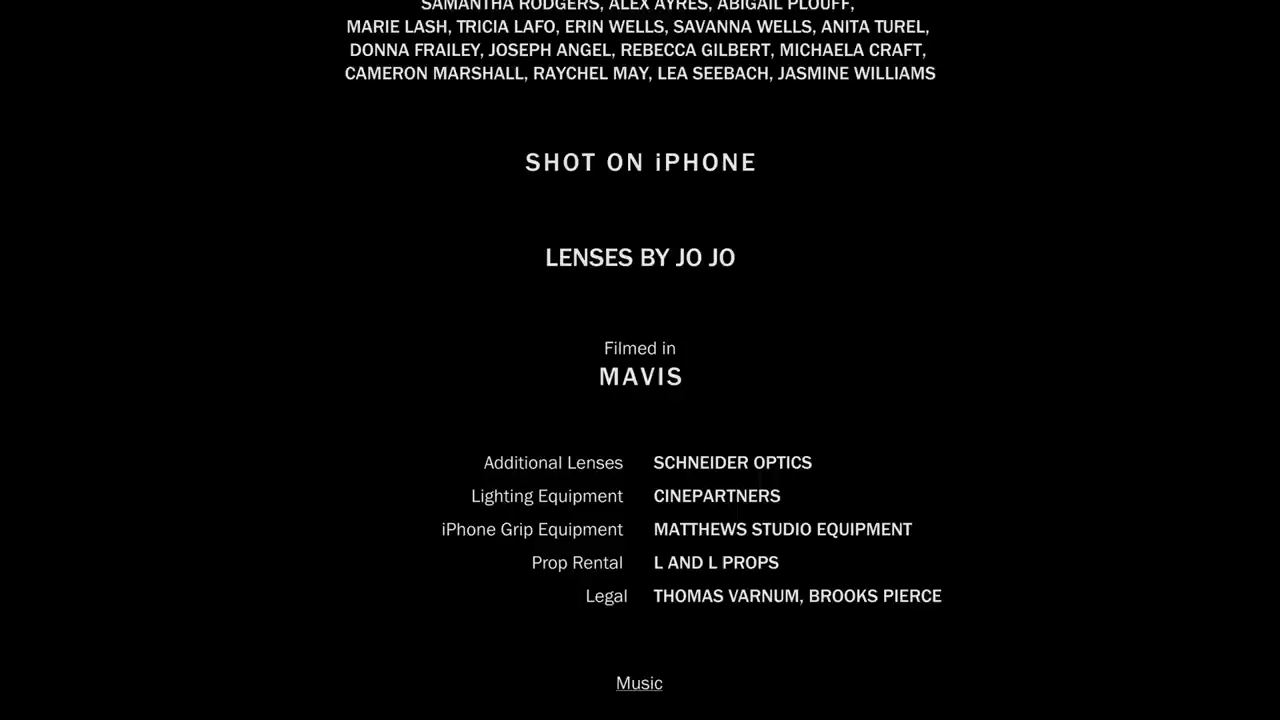 SAMANTHA RODGERS, ALEX AYRES, ABIGAIL PLOUFF,
MARIE LASH, TRICIA LAFO, ERIN WELLS, SAVANNA WELLS, ANITA TUREL,
DONNA FRAILEY, JOSEPH ANGEL, REBECCA GILBERT, MICHAELA CRAFT,
CAMERON MARSHALL, RAYCHEL MAY, LEA SEEBACH, JASMINE WILLIAMS
SHOT ON iPHONE
LENSES BY JO JO
Filmed in
MAVIS
Additional Lenses SCHNEIDER OPTICS
Lighting Equipment CINEPARTNERS
iPhone Grip Equipment MATTHEWS STUDIO EQUIPMENT
Prop Rental L AND L PROPS
Legal THOMAS VARNUM, BROOKS PIERCE
Music